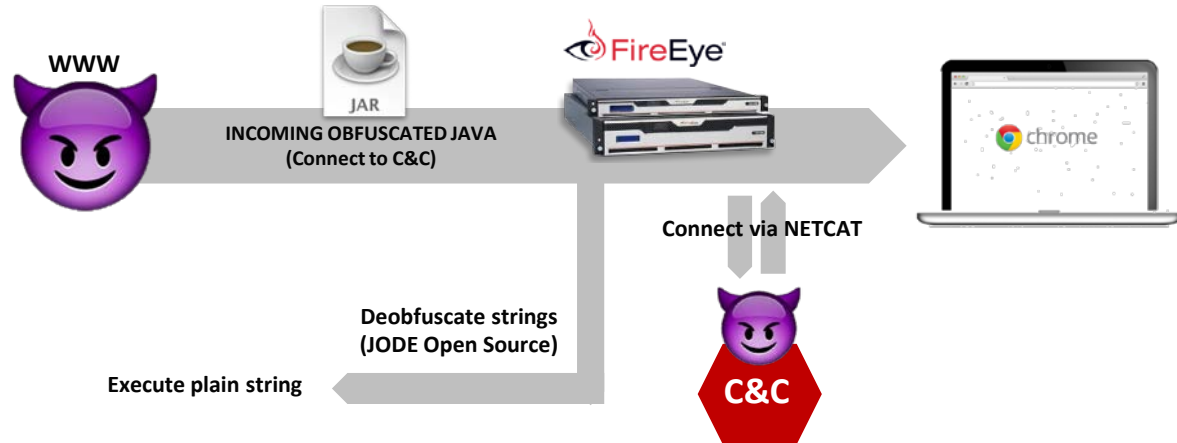 WWW
JAR
INCOMING OBFUSCATED JAVA
(Connect to C&C)
FireEye
chrome
Connect via NETCAT
Deobfuscate strings
(JODE Open Source)
Execute plain string
C&C